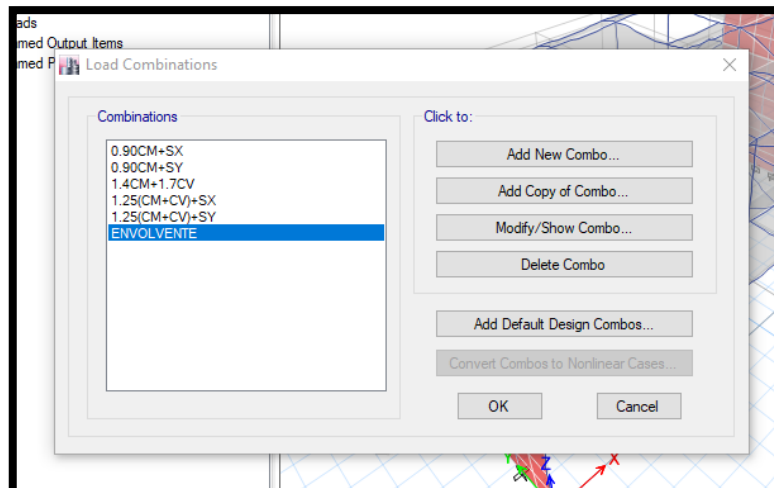 ads
med Output Items
med P
Load Combinations
Combinations
0.90CM+SX
0.90CM+SY
1.4CM+1.7CV
1.25(CM+CV)+SX
1.25(CM+CV)+SY
ENVOLVENTE
Click to:
Add New Combo...
Add Copy of Combo...
Modify/Show Combo...
Delete Combo
Add Default Design Combos...
Convert Combos to Nonlinear Cases...
OK
Cancel
Y
Z
X